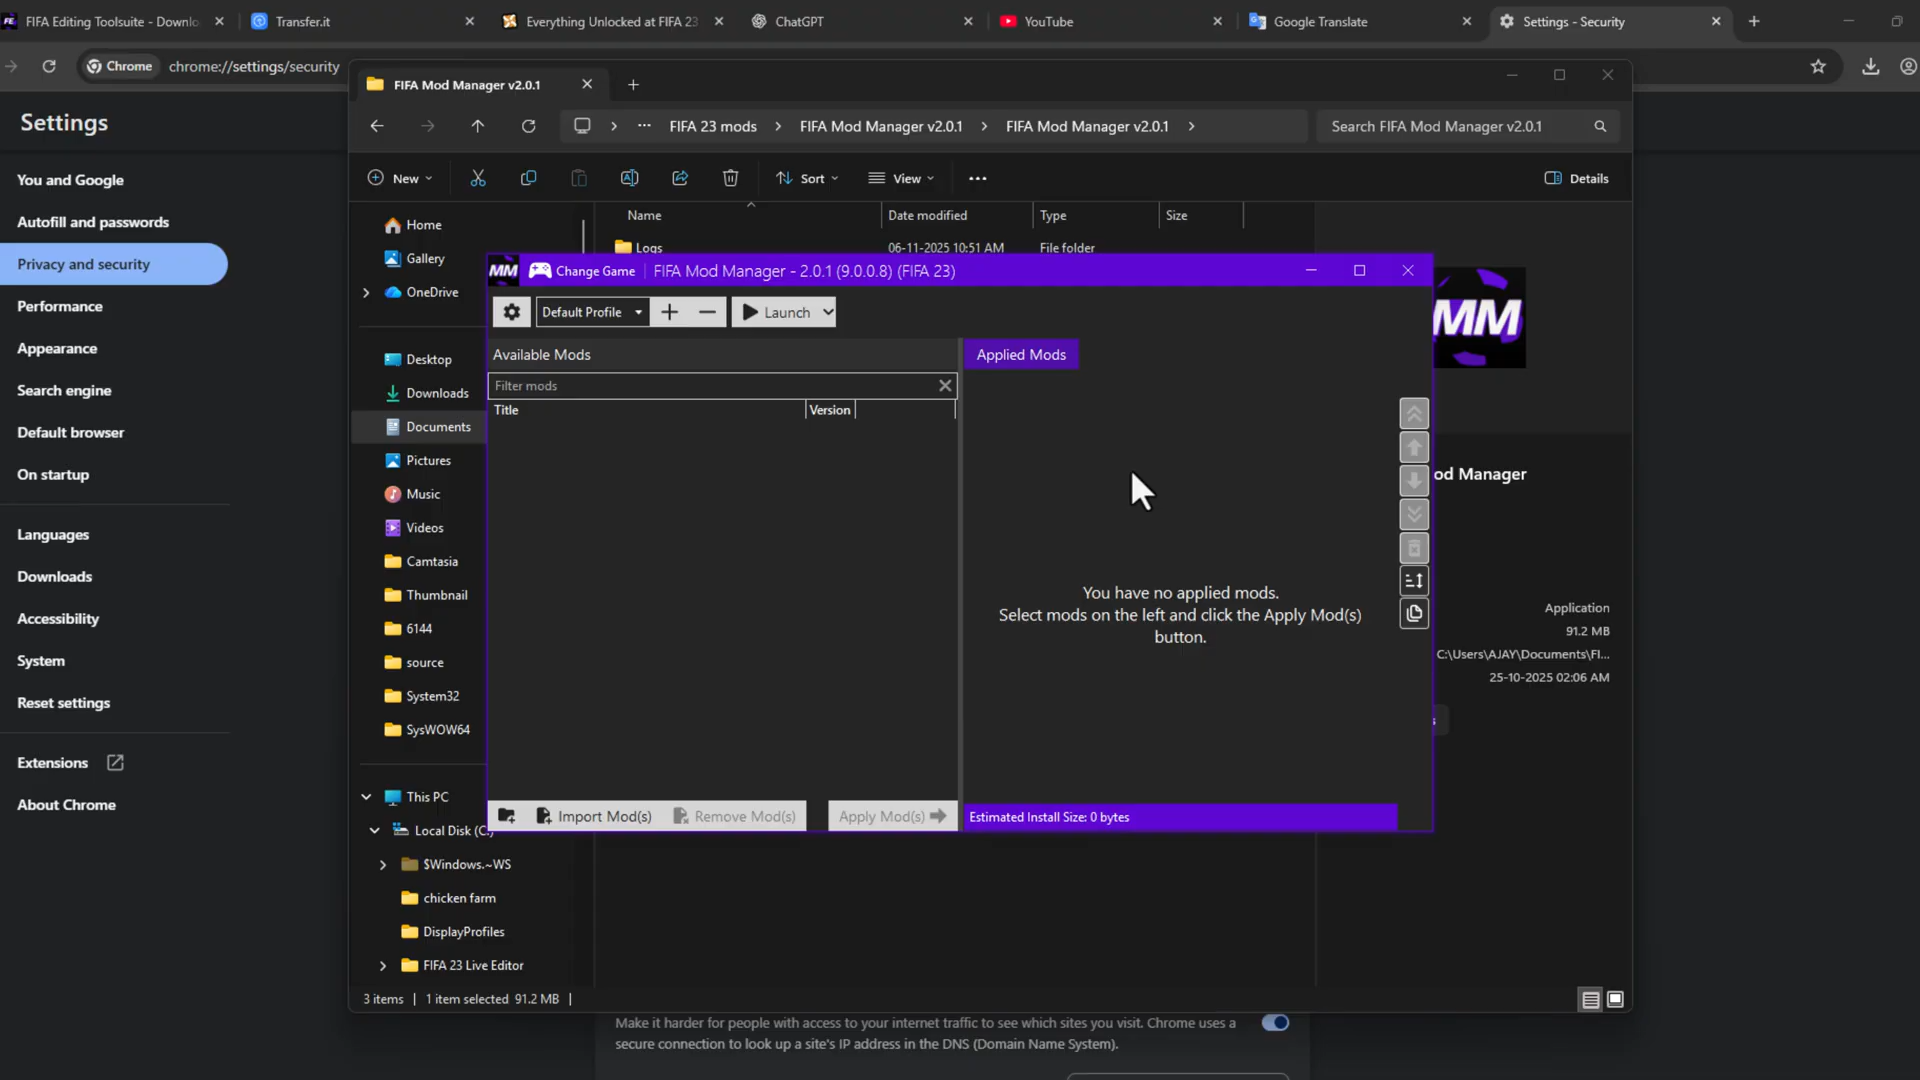 FIFA Editing Toolsuite - Downlo
Transfer.it
Everything Unlocked at FIFA 23
ChatGPT
YouTube
Google Translate
Settings - Security
Chrome
chrome://settings/security
Settings
You and Google
Autofill and passwords
Privacy and security
Performance
Appearance
Search engine
Default browser
On startup
Languages
Downloads
Accessibility
System
Reset settings
Extensions
About Chrome
FIFA Mod Manager v2.0.1
FIFA 23 mods
FIFA Mod Manager v2.0.1
FIFA Mod Manager v2.0.1
Search FIFA Mod Manager v2.0.1
New
Sort
View
Details
Home
Gallery
OneDrive
Desktop
Downloads
Documents
Pictures
Music
Videos
Camtasia
Thumbnail
6144
source
System32
SysWOW64
This PC
Local Disk (C:)
$Windows.~WS
chicken farm
DisplayProfiles
FIFA 23 Live Editor
Name
Date modified
Type
Size
Logs
06-11-2025 10:51 AM
File folder
MM
Change Game
FIFA Mod Manager - 2.0.1 (9.0.0.8) (FIFA 23)
Default Profile
Launch
Available Mods
Applied Mods
Filter mods
Title
Version
You have no applied mods.
Select mods on the left and click the Apply Mod(s)
button.
Import Mod(s)
Remove Mod(s)
Apply Mod(s)
Estimated Install Size: 0 bytes
MM
od Manager
Application
91.2 MB
C:\Users\AJAY\Documents\FI...
25-10-2025 02:06 AM
s
3 items
1 item selected 91.2 MB
Make it harder for people with access to your internet traffic to see which sites you visit. Chrome uses a
secure connection to look up a site's IP address in the DNS (Domain Name System).